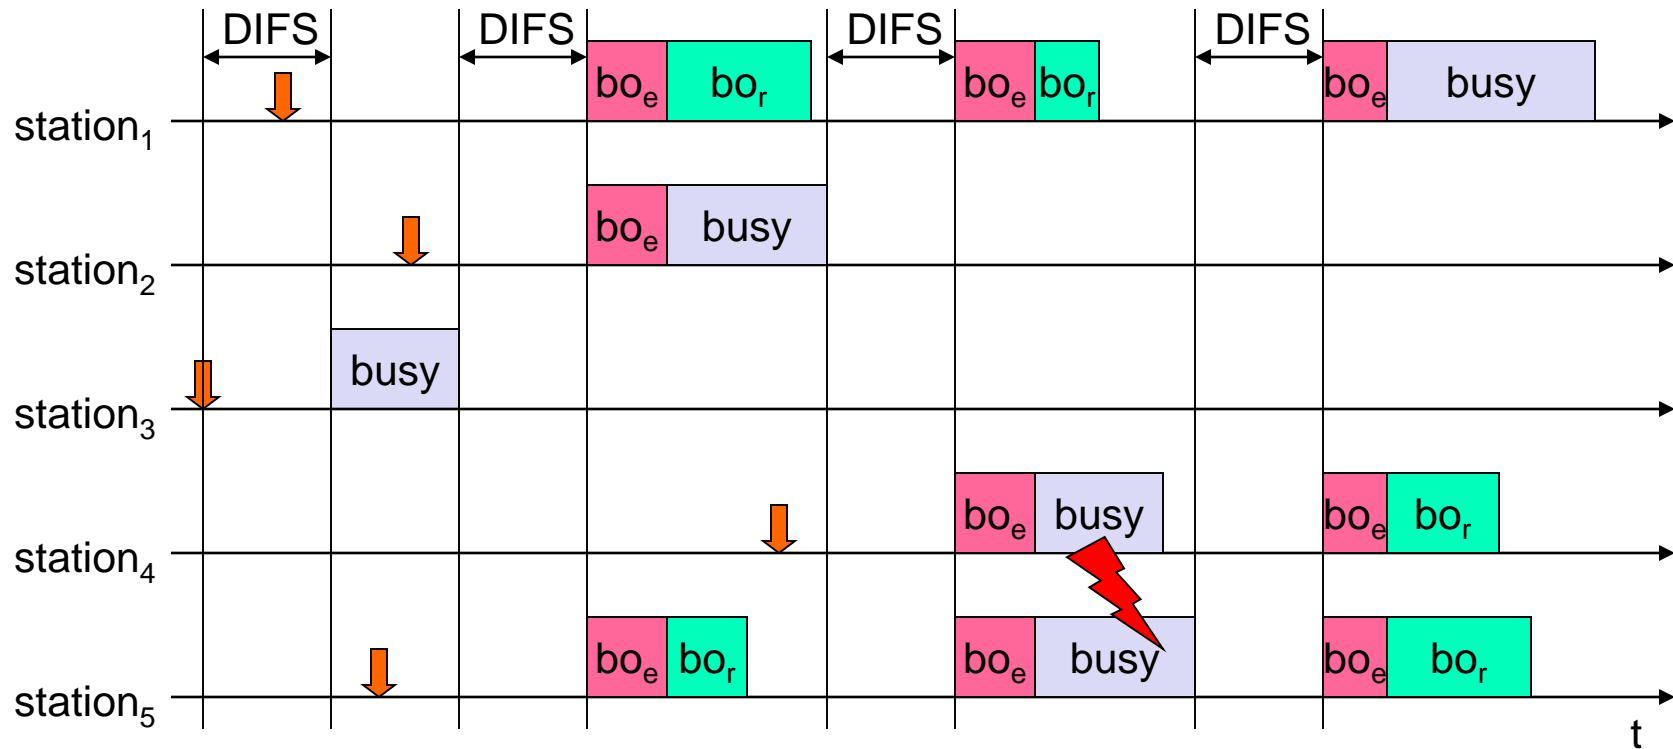 DIFS DIFS DIFS DIFS
boe bor boe bor boe busy
station1
boe busy
station2
busy
station3
boe busy boe bor
station4
boe bor boe busy boe bor
station5
t